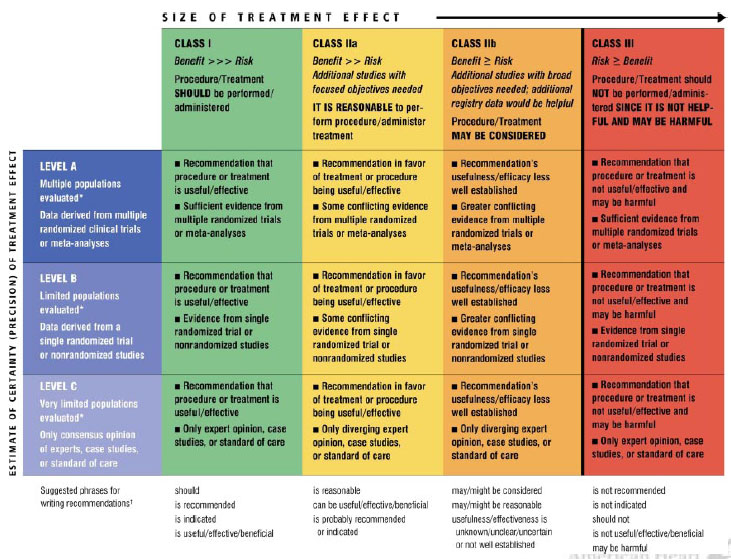 SIZE OF TREATMENT EFFECT
CLASS I
Benefit >>> Risk
Procedure/Treatment
SHOULD be performed/
administered
CLASS IIa
Benefit >> Risk
Additional studies with
focused objectives needed
IT IS REASONABLE to per-
form procedure/administer
treatment
CLASS IIb
Benefit ≥ Risk
Additional studies with broad
objectives needed; additional
registry data would be helpful
Procedure/Treatment
MAY BE CONSIDERED
CLASS III
Risk ≥ Benefit
Procedure/Treatment should
NOT be performed/adminis-
tered SINCE IT IS NOT HELP-
FUL AND MAY BE HARMFUL
ESTIMATE OF CERTAINTY (PRECISION) OF TREATMENT EFFECT
LEVEL A
Multiple populations
evaluated*
Data derived from multiple
randomized clinical trials
or meta-analyses
■ Recommendation that
procedure or treatment
is useful/effective
■ Sufficient evidence from
multiple randomized trials
or meta-analyses
■ Recommendation in favor
of treatment or procedure
being useful/effective
■ Some conflicting evidence
from multiple randomized
trials or meta-analyses
■ Recommendation's
usefulness/efficacy less
well established
■ Greater conflicting
evidence from multiple
randomized trials or
meta-analyses
■ Recommendation that
procedure or treatment is
not useful/effective and
may be harmful
■ Sufficient evidence from
multiple randomized trials
or meta-analyses
LEVEL B
Limited populations
evaluated*
Data derived from a
single randomized trial
or nonrandomized studies
■ Recommendation that
procedure or treatment
is useful/effective
■ Evidence from single
randomized trial or
nonrandomized studies
■ Recommendation in favor
of treatment or procedure
being useful/effective
■ Some conflicting
evidence from single
randomized trial or
nonrandomized studies
■ Recommendation's
usefulness/efficacy less
well established
■ Greater conflicting
evidence from single
randomized trial or
nonrandomized studies
■ Recommendation that
procedure or treatment is
not useful/effective and
may be harmful
■ Evidence from single
randomized trial or
nonrandomized studies
LEVEL C
Very limited populations
evaluated*
Only consensus opinion
of experts, case studies,
or standard of care
■ Recommendation that
procedure or treatment is
useful/effective
■ Only expert opinion, case
studies, or standard of care
■ Recommendation in favor
of treatment or procedure
being useful/effective
■ Only diverging expert
opinion, case studies,
or standard of care
■ Recommendation's
usefulness/efficacy less
well established
■ Only diverging expert
opinion, case studies, or
standard of care
■ Recommendation that
procedure or treatment is
not useful/effective and
may be harmful
■ Only expert opinion, case
studies, or standard of care
Suggested phrases for
writing recommendations†
should
is recommended
is indicated
is useful/effective/beneficial
is reasonable
can be useful/effective/beneficial
is probably recommended
or indicated
may/might be considered
may/might be reasonable
usefulness/effectiveness is
unknown/unclear/uncertain
or not well established
is not recommended
is not indicated
should not
is not useful/effective/beneficial
may be harmful
American Heart